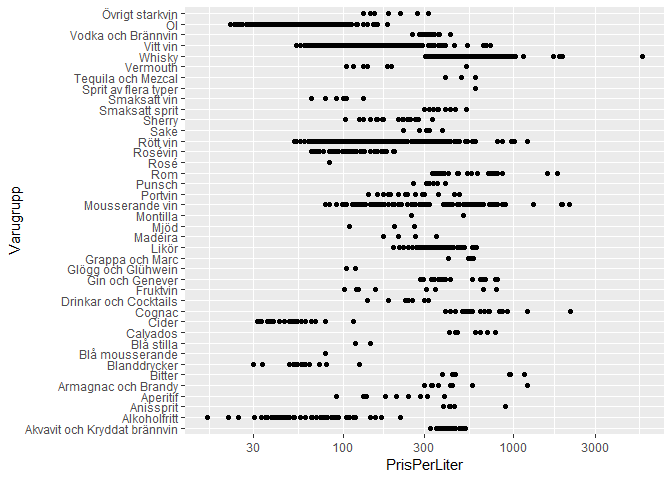 Övrigt starkvin
Öl
Vodka och Brännvin
Vitt vin
Whisky
Vermouth
Tequila och Mezcal
Sprit av flera typer
Smaksatt vin
Smaksatt sprit
Sherry
Sake
Rött vin
Rosévin
Rosé
Rom
Punsch
Portvin
Mousserande vin
Montilla
Mjöd
Madeira
Likör
Grappa och Marc
Glögg och Glühwein
Gin och Genever
Fruktvin
Drinkar och Cocktails
Cognac
Cider
Calvados
Blå stilla
Blå mousserande
Blanddrycker
Bitter
Armagnac och Brandy
Aperitif
Anissprit
Alkoholfritt
Akvavit och Kryddat brännvin
Varugrupp
30 100 300 1000 3000
PrisPerLiter